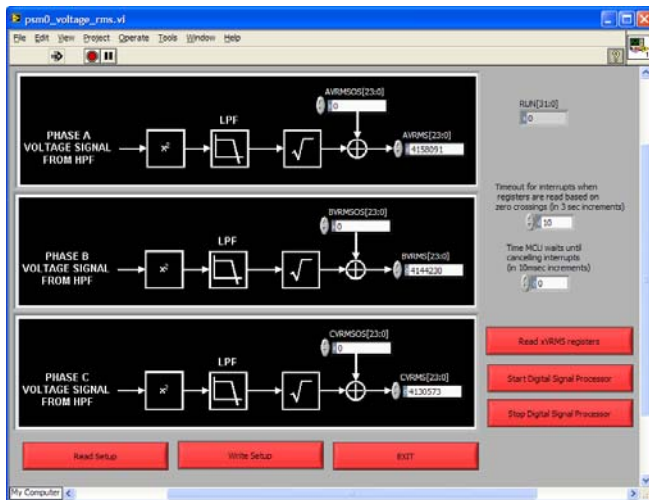 psm0_voltage_rms.vi
File Edit View Project Operate Tools Window Help
AVRMSOS[23:0]
0
LPF
PHASE A
VOLTAGE SIGNAL
FROM HPF
x²
√
AVRMS[23:0]
4158091
BVRMSOS[23:0]
0
LPF
PHASE B
VOLTAGE SIGNAL
FROM HPF
x²
√
BVRMS[23:0]
4144230
CVRMSOS[23:0]
0
LPF
PHASE C
VOLTAGE SIGNAL
FROM HPF
x²
√
CVRMS[23:0]
4130573
RUN[31:0]
0
Timeout for interrupts when
registers are read based on
zero crossings (in 3 sec increments)
10
Time MCU waits until
cancelling interrupts
(in 10msec increments)
0
Read xVRMS registers
Start Digital Signal Processor
Stop Digital Signal Processor
Read Setup
Write Setup
EXIT
My Computer